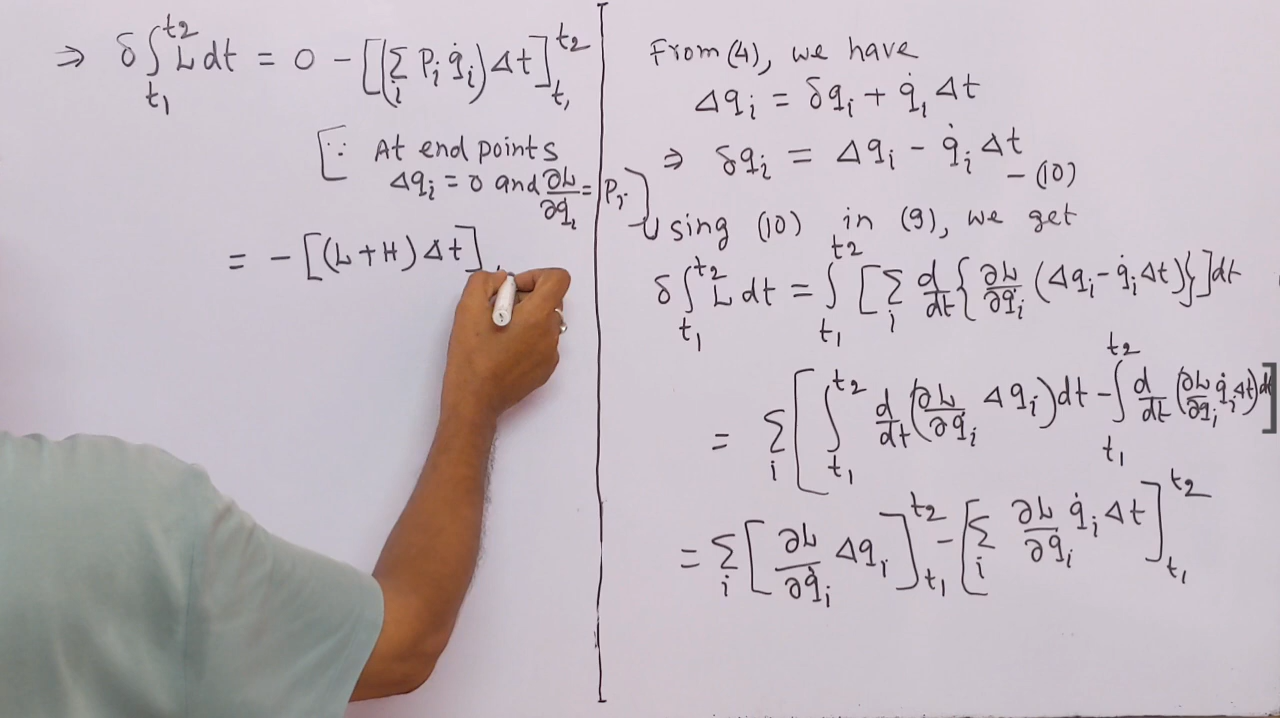 ⇒ δ∫_{t₁}^{t₂} L dt = 0 - [(Σ_i P_i q̇_i) Δt]_{t₁}^{t₂}
[∵ At end points
Δq_i = 0 and ∂L/∂q̇_i = P_i]
= - [(L + H) Δt]
From (4), we have
Δq_i = δq_i + q̇_i Δt
⇒ δq_i = Δq_i - q̇_i Δt
- (10)
Using (10) in (9), we get
δ∫_{t₁}^{t₂} L dt = ∫_{t₁}^{t₂} [Σ_i d/dt {∂L/∂q̇_i (Δq_i - q̇_i Δt)}] dt
= Σ_i [∫_{t₁}^{t₂} d/dt (∂L/∂q̇_i Δq_i) dt - ∫_{t₁}^{t₂} d/dt (∂L/∂q̇_i q̇_i Δt) dt]
= Σ_i [∂L/∂q̇_i Δq_i]_{t₁}^{t₂} - [Σ_i ∂L/∂q̇_i q̇_i Δt]_{t₁}^{t₂}